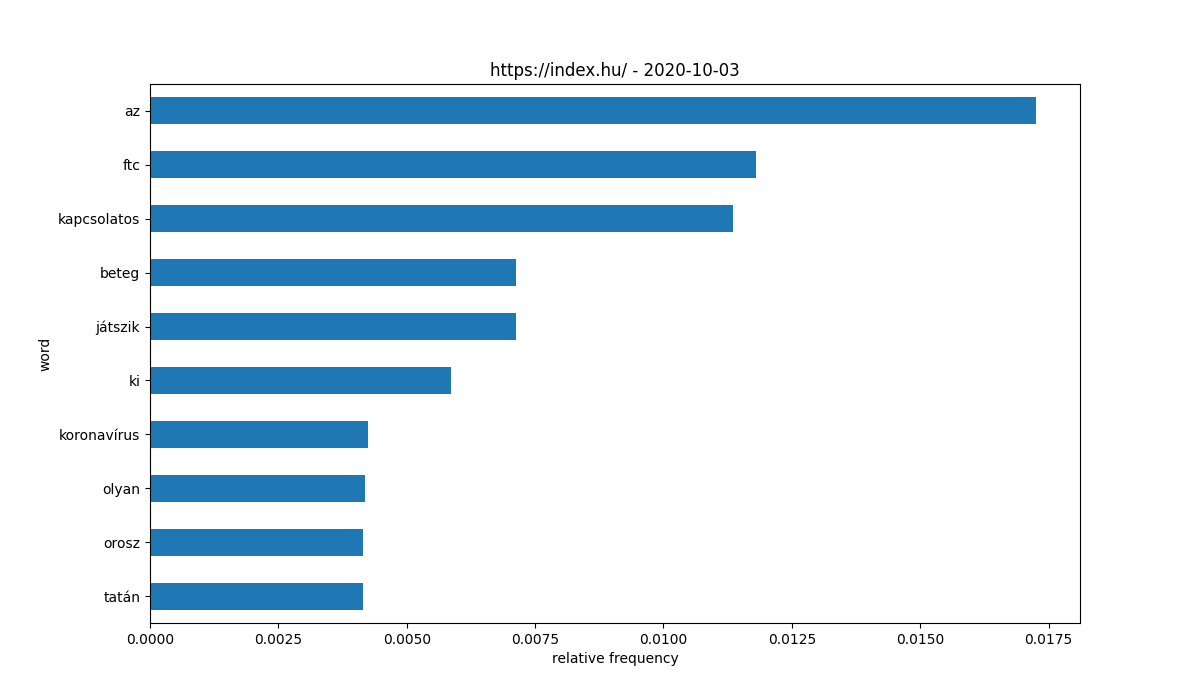 https://index.hu/ - 2020-10-03
az
ftc
kapcsolatos
beteg
játszik
ki
koronavírus
olyan
orosz
tatán
word
0.0000 0.0025 0.0050 0.0075 0.0100 0.0125 0.0150 0.0175
relative frequency